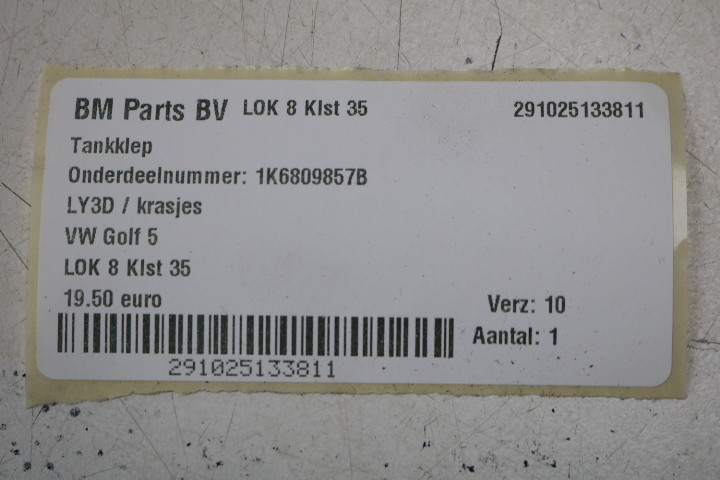 BM Parts BV LOK 8 Klst 35 291025133811
Tankklep
Onderdeelnummer: 1K6809857B
LY3D / krasjes
VW Golf 5
LOK 8 Klst 35
19.50 euro Verz: 10
Aantal: 1
291025133811